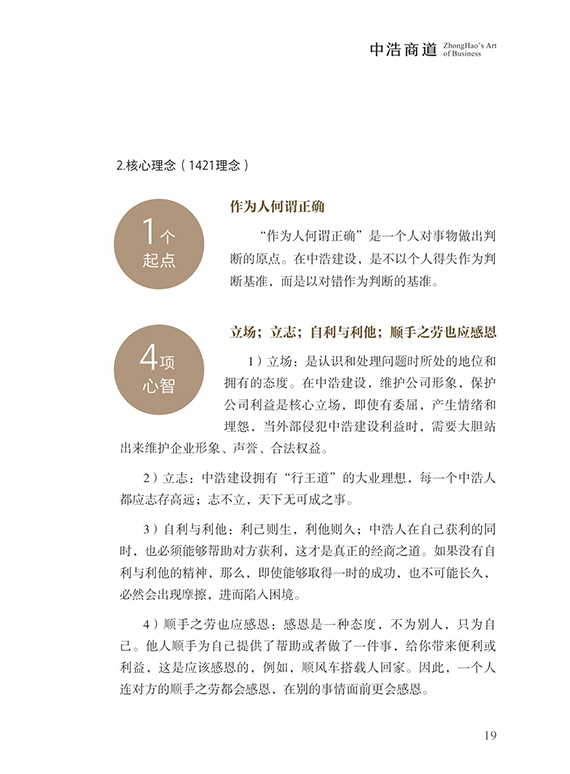 中浩商道 ZhongHao's Art
of Business
2.核心理念（1421理念）
1个
起点
作为人何谓正确
“作为人何谓正确”是一个人对事物做出判
断的原点。在中浩建设，是不以个人得失作为判
断基准，而是以对错作为判断的基准。
4项
心智
立场；立志；自利与利他；顺手之劳也应感恩
1）立场：是认识和处理问题时所处的地位和
拥有的态度。在中浩建设，维护公司形象，保护
公司利益是核心立场，即使有委屈，产生情绪和
埋怨，当外部侵犯中浩建设利益时，需要大胆站
出来维护企业形象、声誉、合法权益。
2）立志：中浩建设拥有“行王道”的大业理想，每一个中浩人
都应志存高远；志不立，天下无可成之事。
3）自利与利他：利己则生，利他则久；中浩人在自己获利的同
时，也必须能够帮助对方获利，这才是真正的经商之道。如果没有自
利与利他的精神，那么，即使能够取得一时的成功，也不可能长久，
必然会出现摩擦，进而陷入困境。
4）顺手之劳也应感恩：感恩是一种态度，不为别人，只为自
己。他人顺手为自己提供了帮助或者做了一件事，给你带来便利或
利益，这是应该感恩的，例如，顺风车搭载人回家。因此，一个人
连对方的顺手之劳都会感恩，在别的事情面前更会感恩。
19